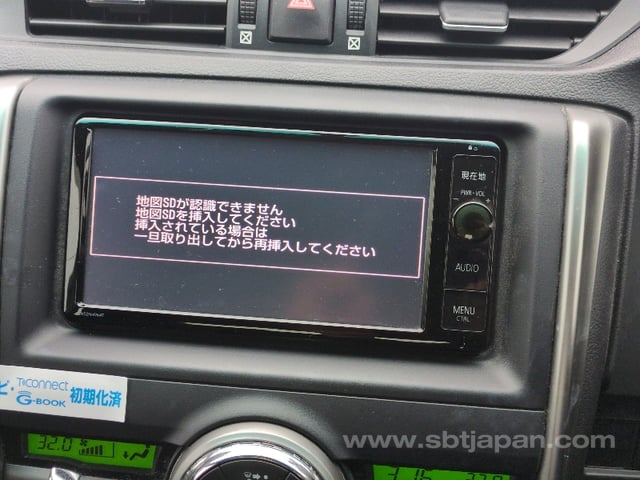 地図SDが認識できません
地図SDを挿入してください
挿入されている場合は
一旦取り出してから再挿入してください
現在地
PWR・VOL
AUDIO
MENU
T-Connect
G-BOOK
初期化済
32.0
www.sbtjapan.com